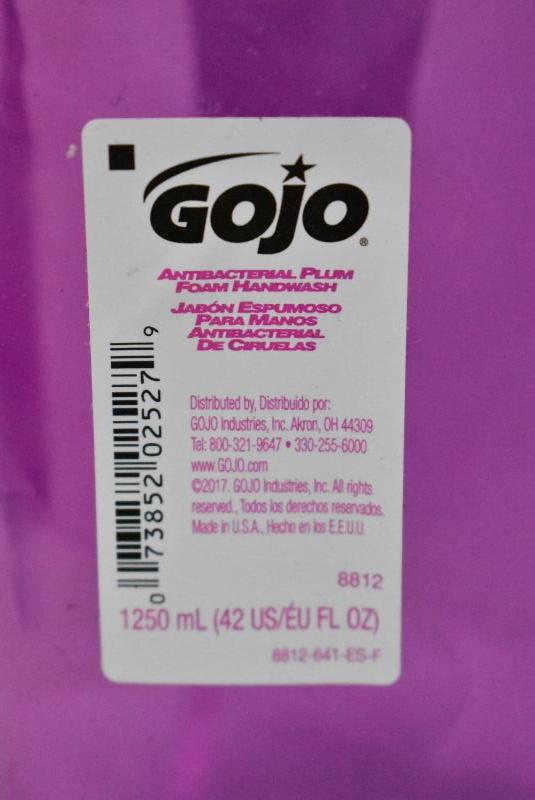 GOJO®
ANTIBACTERIAL PLUM
FOAM HANDWASH
JABÓN ESPUMOSO
PARA MANOS
ANTIBACTERIAL
DE CIRUELAS
Distributed by, Distribuido por:
GOJO Industries, Inc. Akron, OH 44309
Tel: 800-321-9647 • 330-255-6000
www.GOJO.com
©2017. GOJO Industries, Inc. All rights
reserved., Todos los derechos reservados.
Made in U.S.A., Hecho en los E.E.U.U.
0 73852 02527 9
8812
1250 mL (42 US/ÉU FL OZ)
8812-641-ES-F